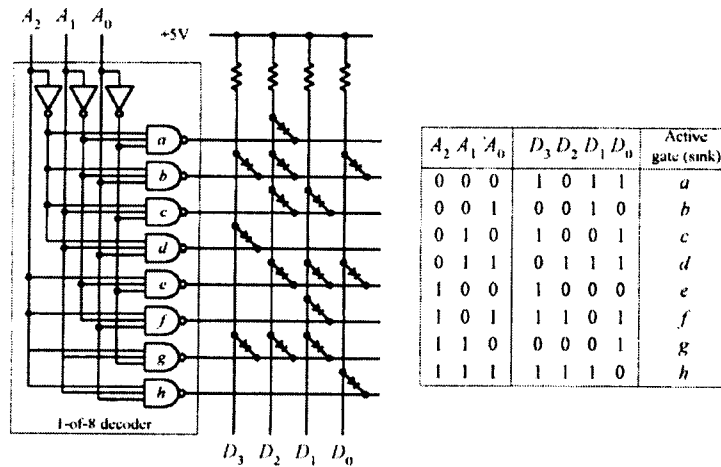 A2 A1 A0
+5V
a
b
c
d
e
f
g
h
1-of-8 decoder
D3 D2 D1 D0
A2 A1 A0 D3 D2 D1 D0 Active gate (sink)
0 0 0 1 0 1 1 a
0 0 1 0 0 1 0 b
0 1 0 1 0 0 1 c
0 1 1 0 1 1 1 d
1 0 0 1 0 0 0 e
1 0 1 1 1 0 1 f
1 1 0 0 0 0 1 g
1 1 1 1 1 1 0 h